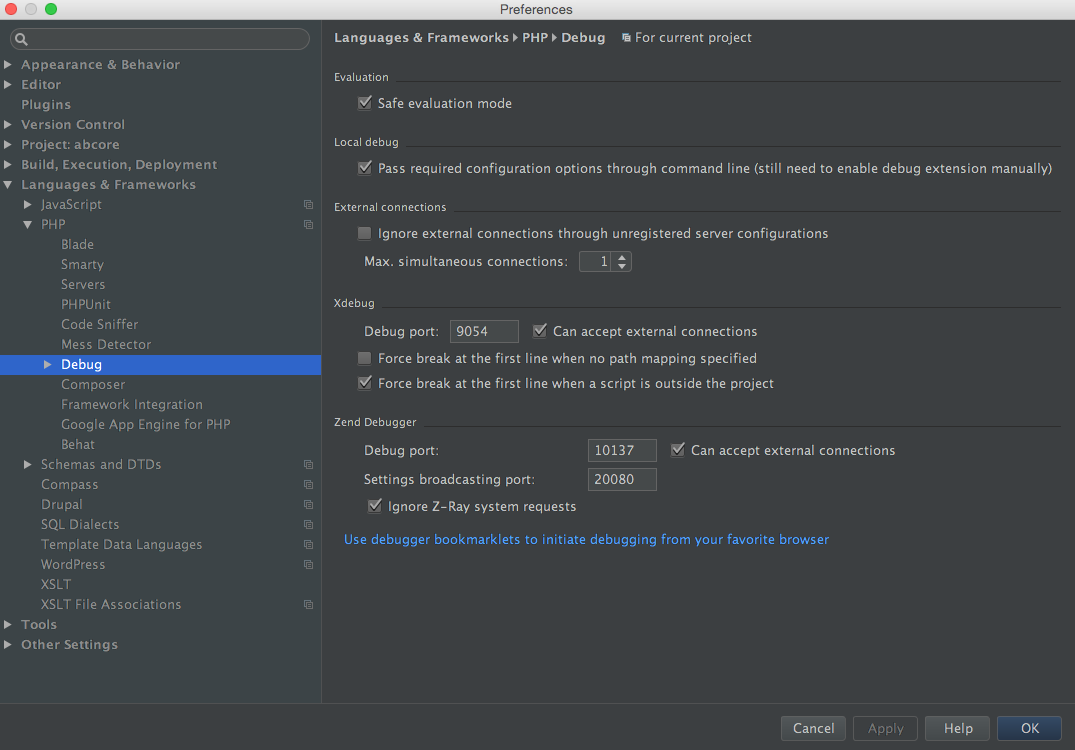 Preferences
Appearance & Behavior
Editor
Plugins
Version Control
Project: abcore
Build, Execution, Deployment
Languages & Frameworks
JavaScript
PHP
Blade
Smarty
Servers
PHPUnit
Code Sniffer
Mess Detector
Debug
Composer
Framework Integration
Google App Engine for PHP
Behat
Schemas and DTDs
Compass
Drupal
SQL Dialects
Template Data Languages
WordPress
XSLT
XSLT File Associations
Tools
Other Settings
Languages & Frameworks PHP Debug For current project
Evaluation
Safe evaluation mode
Local debug
Pass required configuration options through command line (still need to enable debug extension manually)
External connections
Ignore external connections through unregistered server configurations
Max. simultaneous connections: 1
Xdebug
Debug port: 9054 Can accept external connections
Force break at the first line when no path mapping specified
Force break at the first line when a script is outside the project
Zend Debugger
Debug port: 10137 Can accept external connections
Settings broadcasting port: 20080
Ignore Z-Ray system requests
Use debugger bookmarklets to initiate debugging from your favorite browser
Cancel Apply Help OK